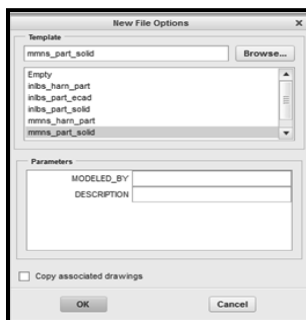 New File Options
Template
mmns_part_solid
Browse...
Empty
inlbs_harn_part
inlbs_part_ecad
inlbs_part_solid
mmns_harn_part
mmns_part_solid
Parameters
MODELED_BY
DESCRIPTION
Copy associated drawings
OK
Cancel